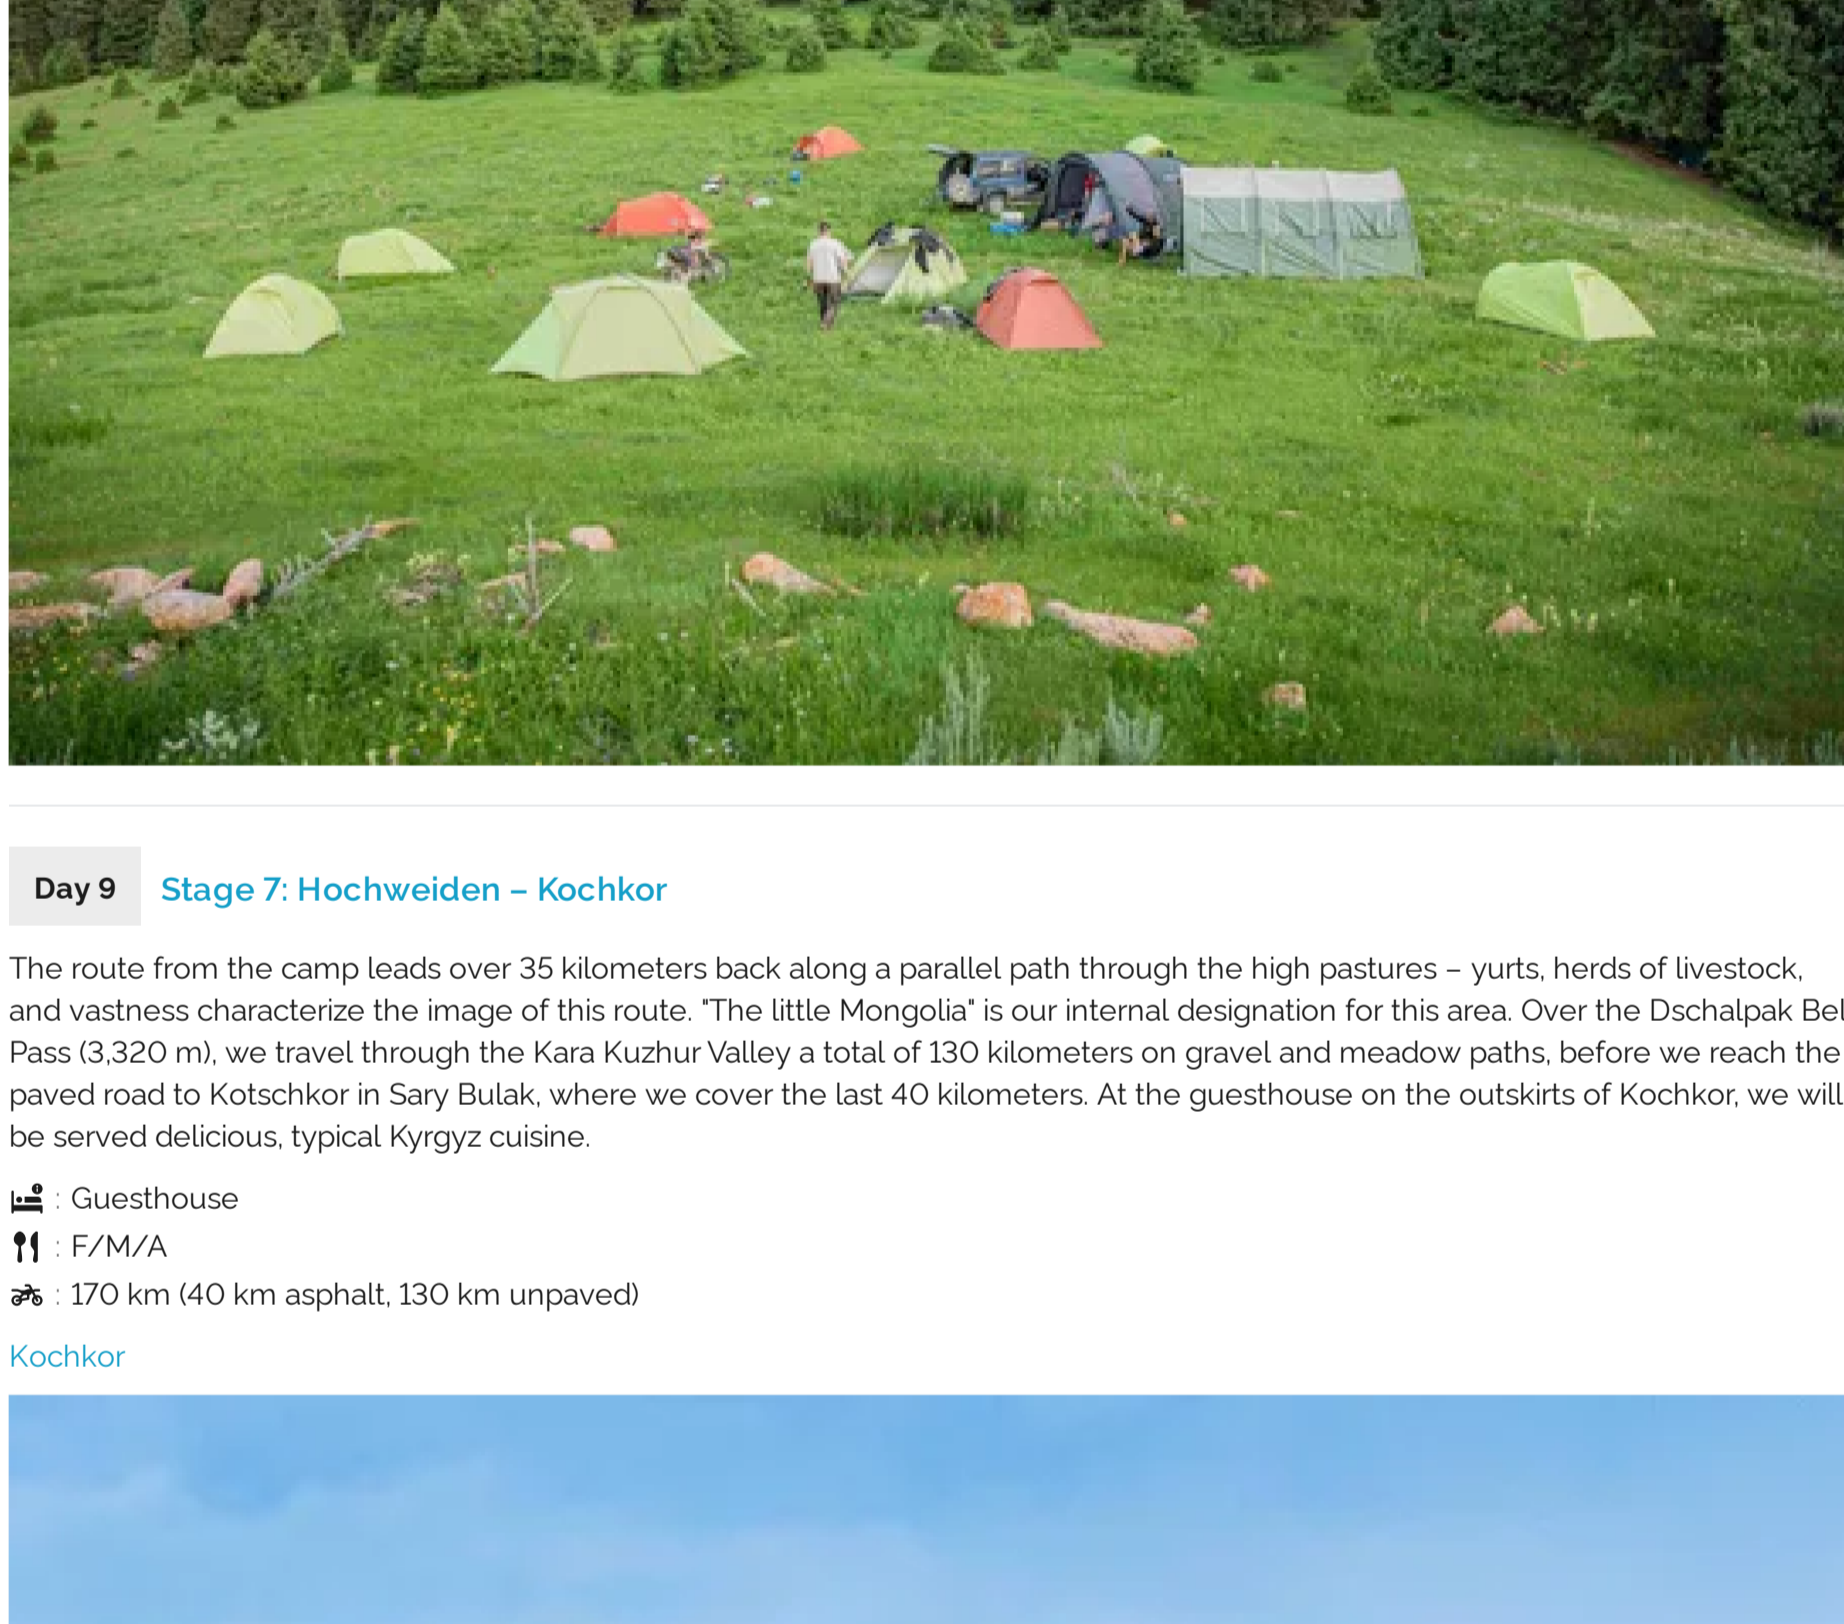 Day 9
Stage 7: Hochweiden – Kochkor
The route from the camp leads over 35 kilometers back along a parallel path through the high pastures – yurts, herds of livestock,
and vastness characterize the image of this route. "The little Mongolia" is our internal designation for this area. Over the Dschalpak Bel
Pass (3,320 m), we travel through the Kara Kuzhur Valley a total of 130 kilometers on gravel and meadow paths, before we reach the
paved road to Kotschkor in Sary Bulak, where we cover the last 40 kilometers. At the guesthouse on the outskirts of Kochkor, we will
be served delicious, typical Kyrgyz cuisine.
: Guesthouse
: F/M/A
: 170 km (40 km asphalt, 130 km unpaved)
Kochkor